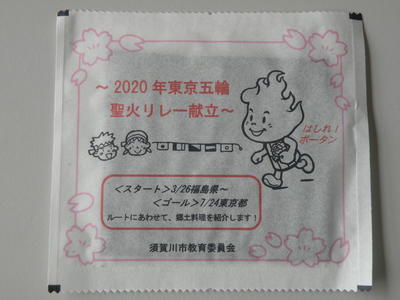 ～2020年東京五輪
聖火リレー献立～
はしれ！
ボータン
＜スタート＞3/26福島県～
＜ゴール＞7/24東京都
ルートにあわせて、郷土料理を紹介します！
須賀川市教育委員会